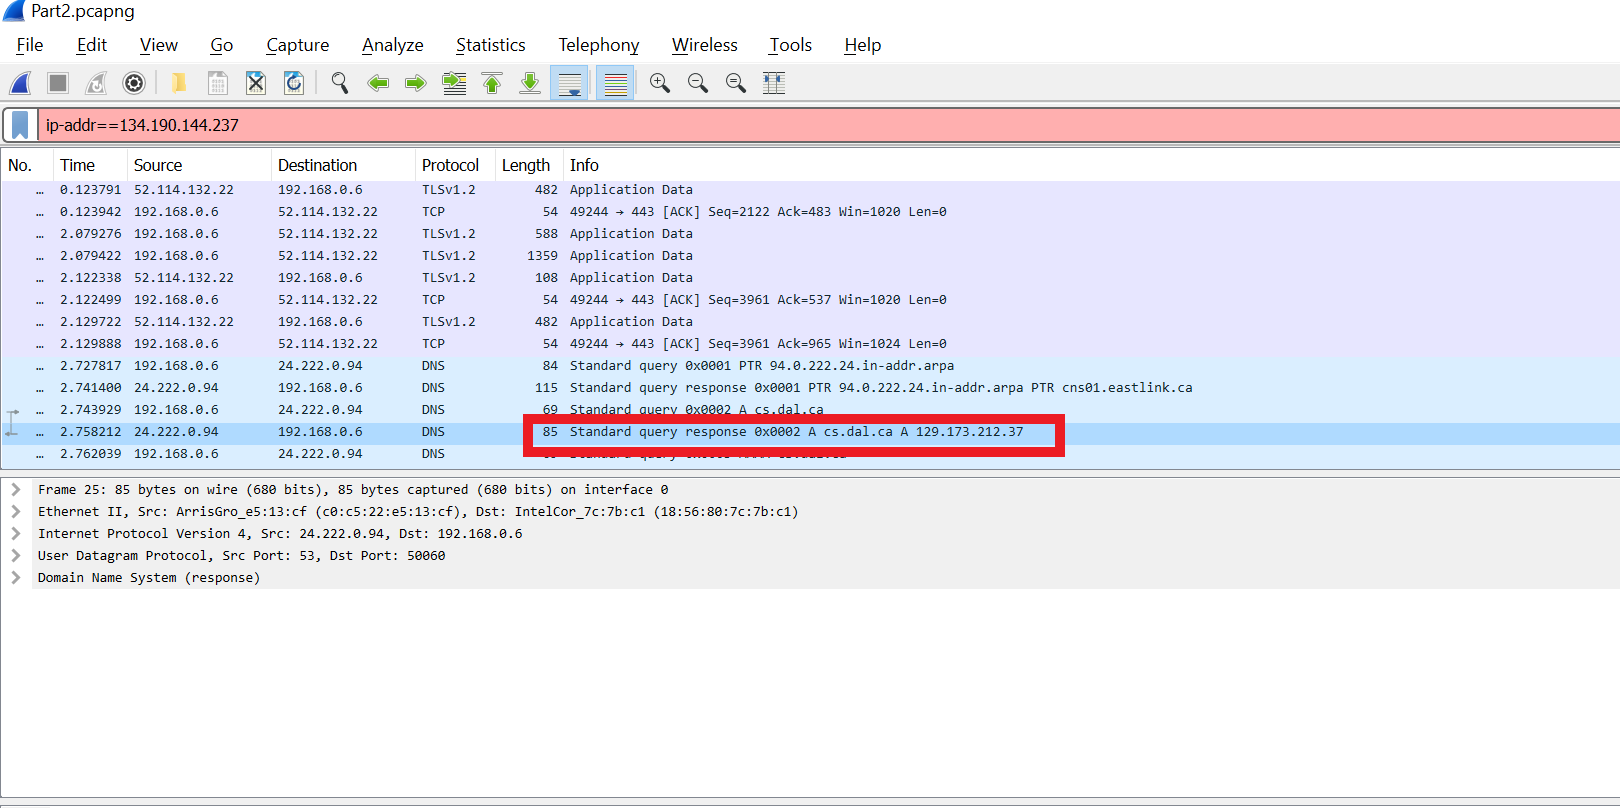 Part2.pcapng
File Edit View Go Capture Analyze Statistics Telephony Wireless Tools Help
ip-addr==134.190.144.237
No. Time Source Destination Protocol Length Info
… 0.123791 52.114.132.22 192.168.0.6 TLSv1.2 482 Application Data
… 0.123942 192.168.0.6 52.114.132.22 TCP 54 49244 → 443 [ACK] Seq=2122 Ack=483 Win=1020 Len=0
… 2.079276 192.168.0.6 52.114.132.22 TLSv1.2 588 Application Data
… 2.079422 192.168.0.6 52.114.132.22 TLSv1.2 1359 Application Data
… 2.122338 52.114.132.22 192.168.0.6 TLSv1.2 108 Application Data
… 2.122499 192.168.0.6 52.114.132.22 TCP 54 49244 → 443 [ACK] Seq=3961 Ack=537 Win=1020 Len=0
… 2.129722 52.114.132.22 192.168.0.6 TLSv1.2 482 Application Data
… 2.129888 192.168.0.6 52.114.132.22 TCP 54 49244 → 443 [ACK] Seq=3961 Ack=965 Win=1024 Len=0
… 2.727817 192.168.0.6 24.222.0.94 DNS 84 Standard query 0x0001 PTR 94.0.222.24.in-addr.arpa
… 2.741400 24.222.0.94 192.168.0.6 DNS 115 Standard query response 0x0001 PTR 94.0.222.24.in-addr.arpa PTR cns01.eastlink.ca
… 2.743929 192.168.0.6 24.222.0.94 DNS 69 Standard query 0x0002 A cs.dal.ca
… 2.758212 24.222.0.94 192.168.0.6 DNS 85 Standard query response 0x0002 A cs.dal.ca A 129.173.212.37
… 2.762039 192.168.0.6 24.222.0.94 DNS
Frame 25: 85 bytes on wire (680 bits), 85 bytes captured (680 bits) on interface 0
Ethernet II, Src: ArrisGro_e5:13:cf (c0:c5:22:e5:13:cf), Dst: IntelCor_7c:7b:c1 (18:56:80:7c:7b:c1)
Internet Protocol Version 4, Src: 24.222.0.94, Dst: 192.168.0.6
User Datagram Protocol, Src Port: 53, Dst Port: 50060
Domain Name System (response)